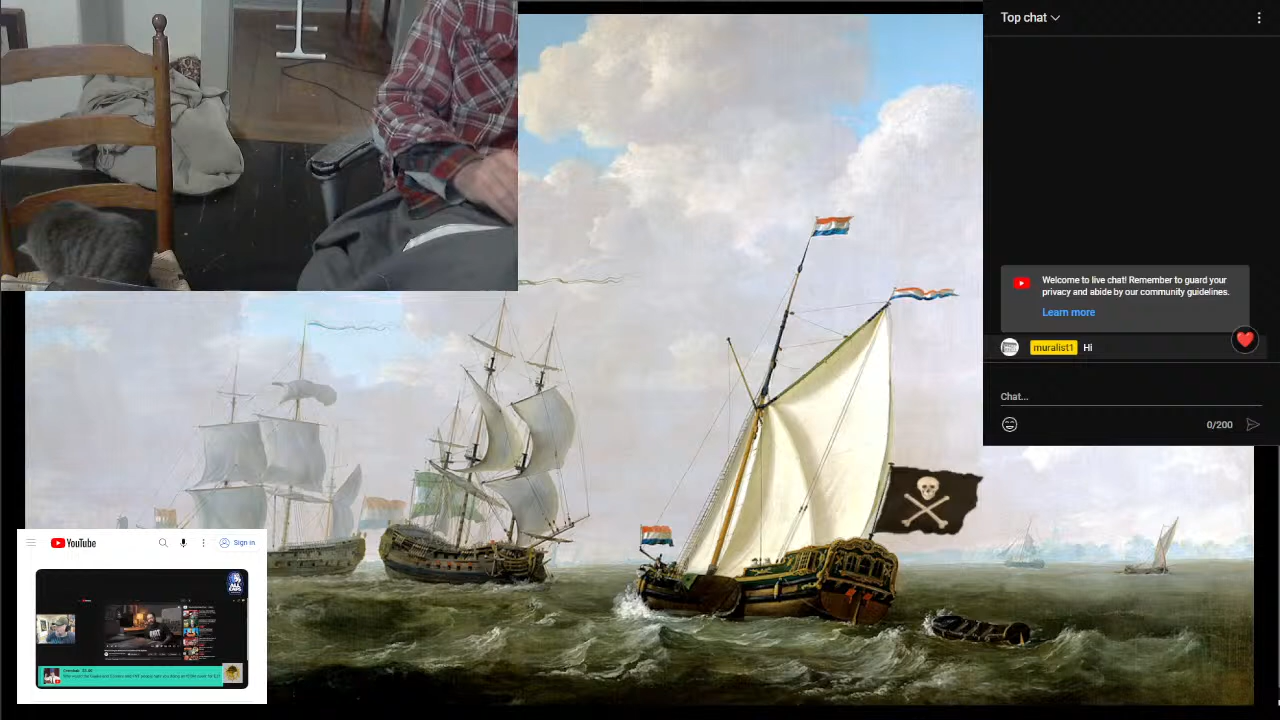 Top chat
Welcome to live chat! Remember to guard your
privacy and abide by our community guidelines.
Learn more
muralist1 Hi
Chat...
0/200
YouTube
Sign in